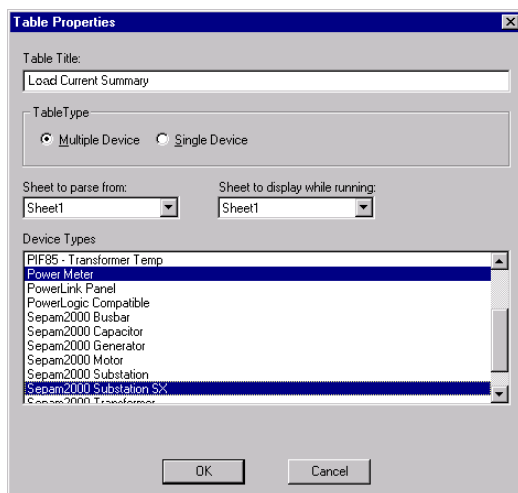 Table Properties
Table Title:
Load Current Summary
TableType
Multiple Device Single Device
Sheet to parse from: Sheet to display while running:
Sheet1 Sheet1
Device Types
PIF85 - Transformer Temp
Power Meter
PowerLink Panel
PowerLogic Compatible
Sepam2000 Busbar
Sepam2000 Capacitor
Sepam2000 Generator
Sepam2000 Motor
Sepam2000 Substation
Sepam2000 Substation SX
Sepam2000 Transformer
OK Cancel